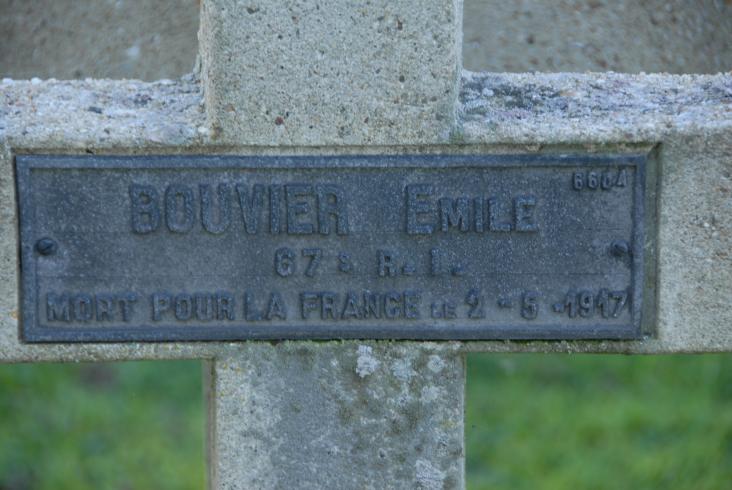 6604
BOUVIER EMILE
67E R.I.
MORT POUR LA FRANCE LE 2-5-1917